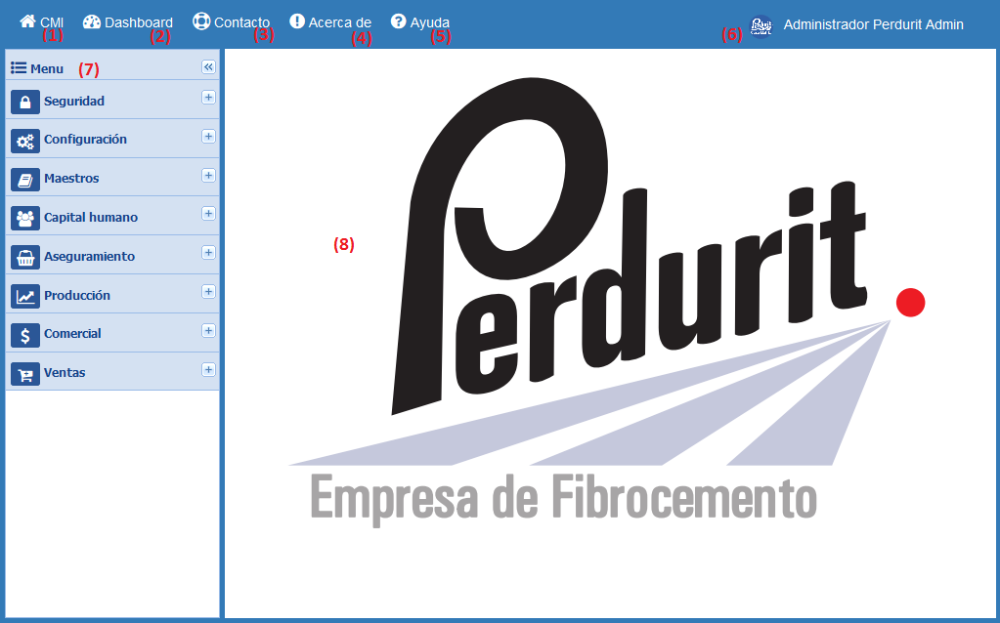 CMI Dashboard Contacto Acerca de Ayuda Administrador Perdurit Admin
(1) (2) (3) (4) (5) (6)
Menu (7)
Seguridad
Configuración
Maestros
Capital humano
Aseguramiento
Producción
Comercial
Ventas
(8)
Perdurit.
Empresa de Fibrocemento